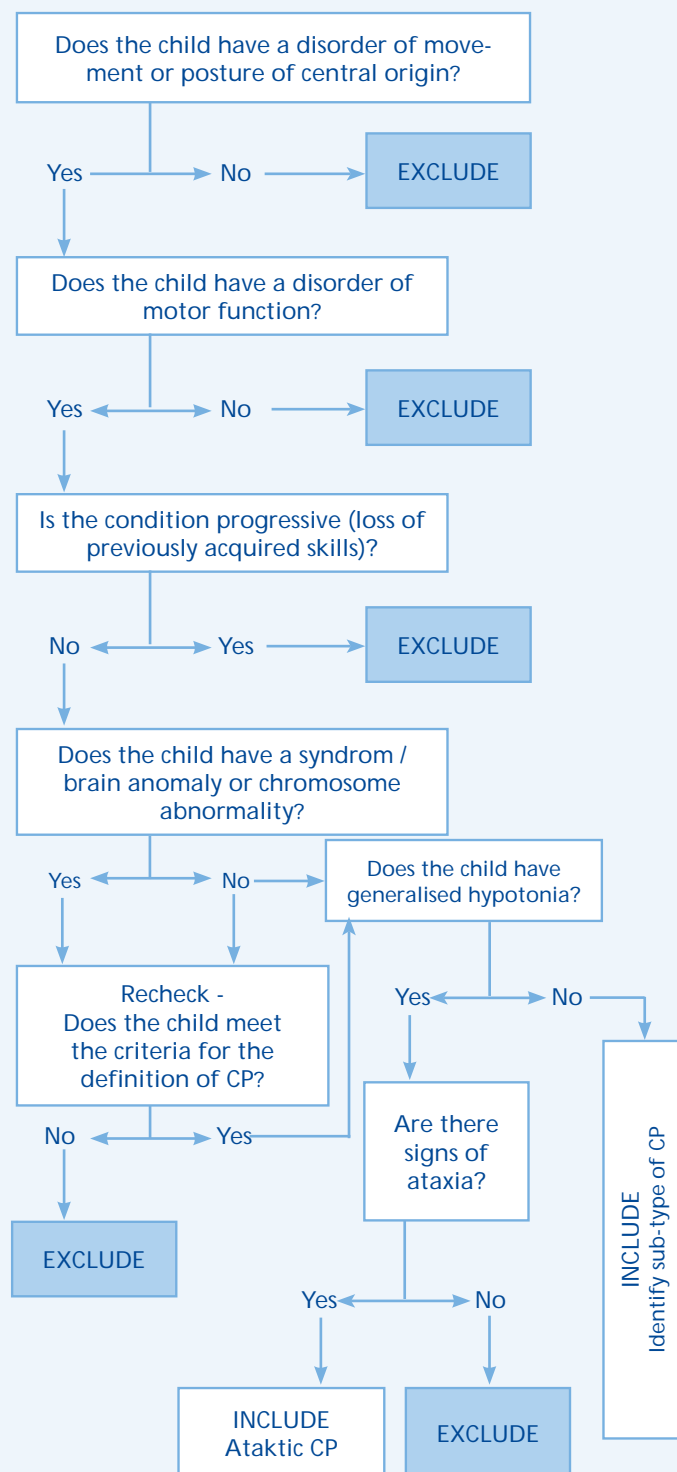 Does the child have a disorder of move-
ment or posture of central origin?
Yes
No
EXCLUDE
Does the child have a disorder of
motor function?
Yes
No
EXCLUDE
Is the condition progressive (loss of
previously acquired skills)?
No
Yes
EXCLUDE
Does the child have a syndrom /
brain anomaly or chromosome
abnormality?
Yes
No
Does the child have
generalised hypotonia?
Recheck -
Does the child meet
the criteria for the
definition of CP?
Yes
No
No
Yes
EXCLUDE
Are there
signs of
ataxia?
INCLUDE
Identify sub-type of CP
Yes
No
INCLUDE
Ataktic CP
EXCLUDE